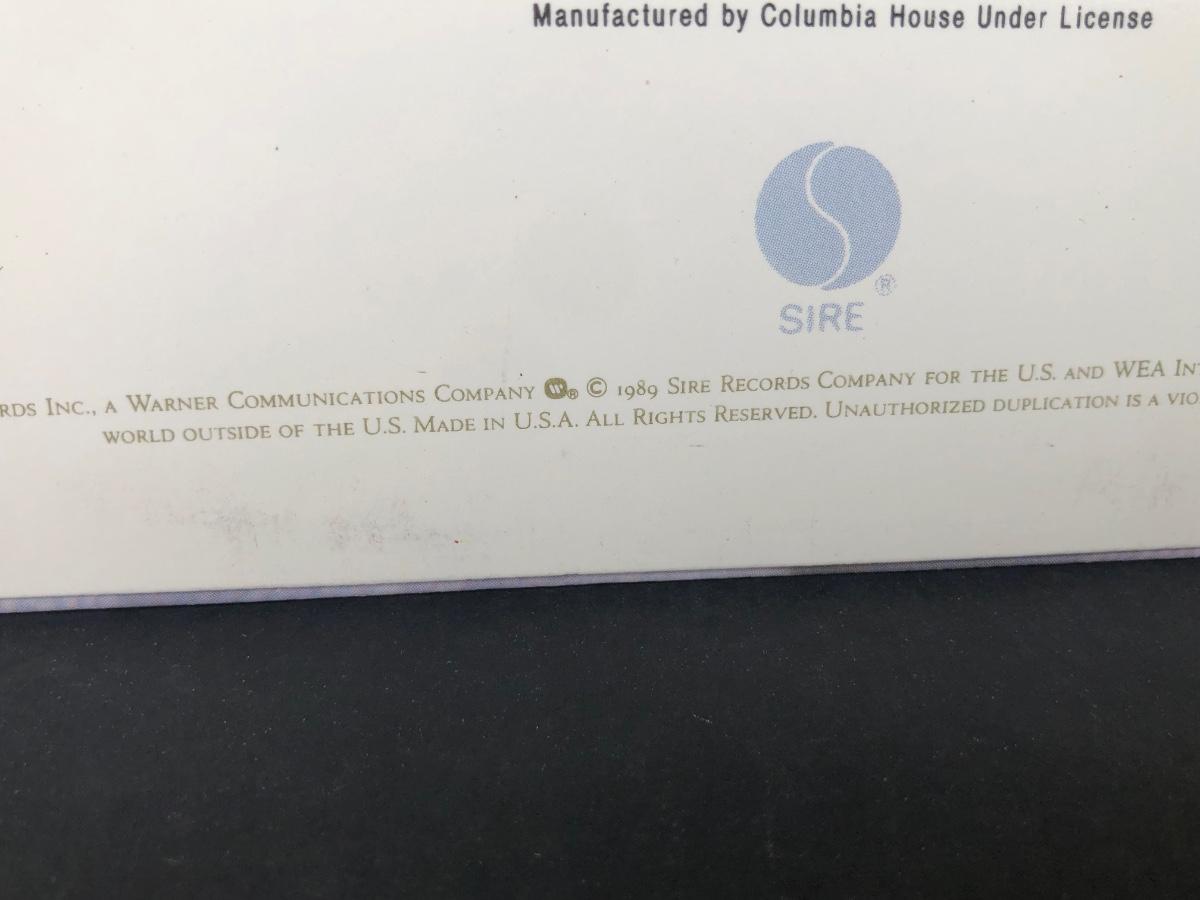 Manufactured by Columbia House Under License
SIRE ®
RDS INC., A WARNER COMMUNICATIONS COMPANY ® © 1989 SIRE RECORDS COMPANY FOR THE U.S. AND WEA INT
WORLD OUTSIDE OF THE U.S. MADE IN U.S.A. ALL RIGHTS RESERVED. UNAUTHORIZED DUPLICATION IS A VIO